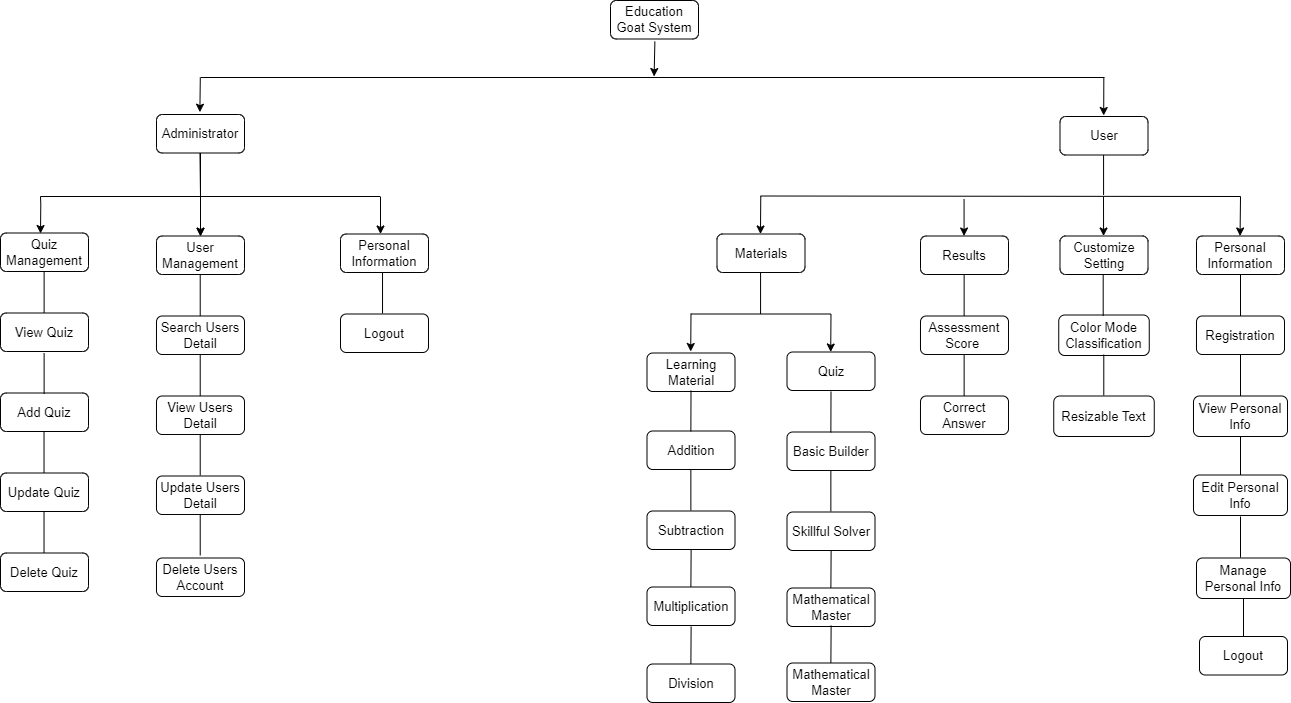 Education
Goat System
Administrator
User
Quiz
Management
User
Management
Personal
Information
Materials
Results
Customize
Setting
Personal
Information
View Quiz
Search Users
Detail
Logout
Assessment
Score
Color Mode
Classification
Registration
Learning
Material
Quiz
Add Quiz
View Users
Detail
Correct
Answer
Resizable Text
View Personal
Info
Addition
Basic Builder
Update Quiz
Update Users
Detail
Edit Personal
Info
Subtraction
Skillful Solver
Delete Quiz
Delete Users
Account
Manage
Personal Info
Multiplication
Mathematical
Master
Logout
Division
Mathematical
Master